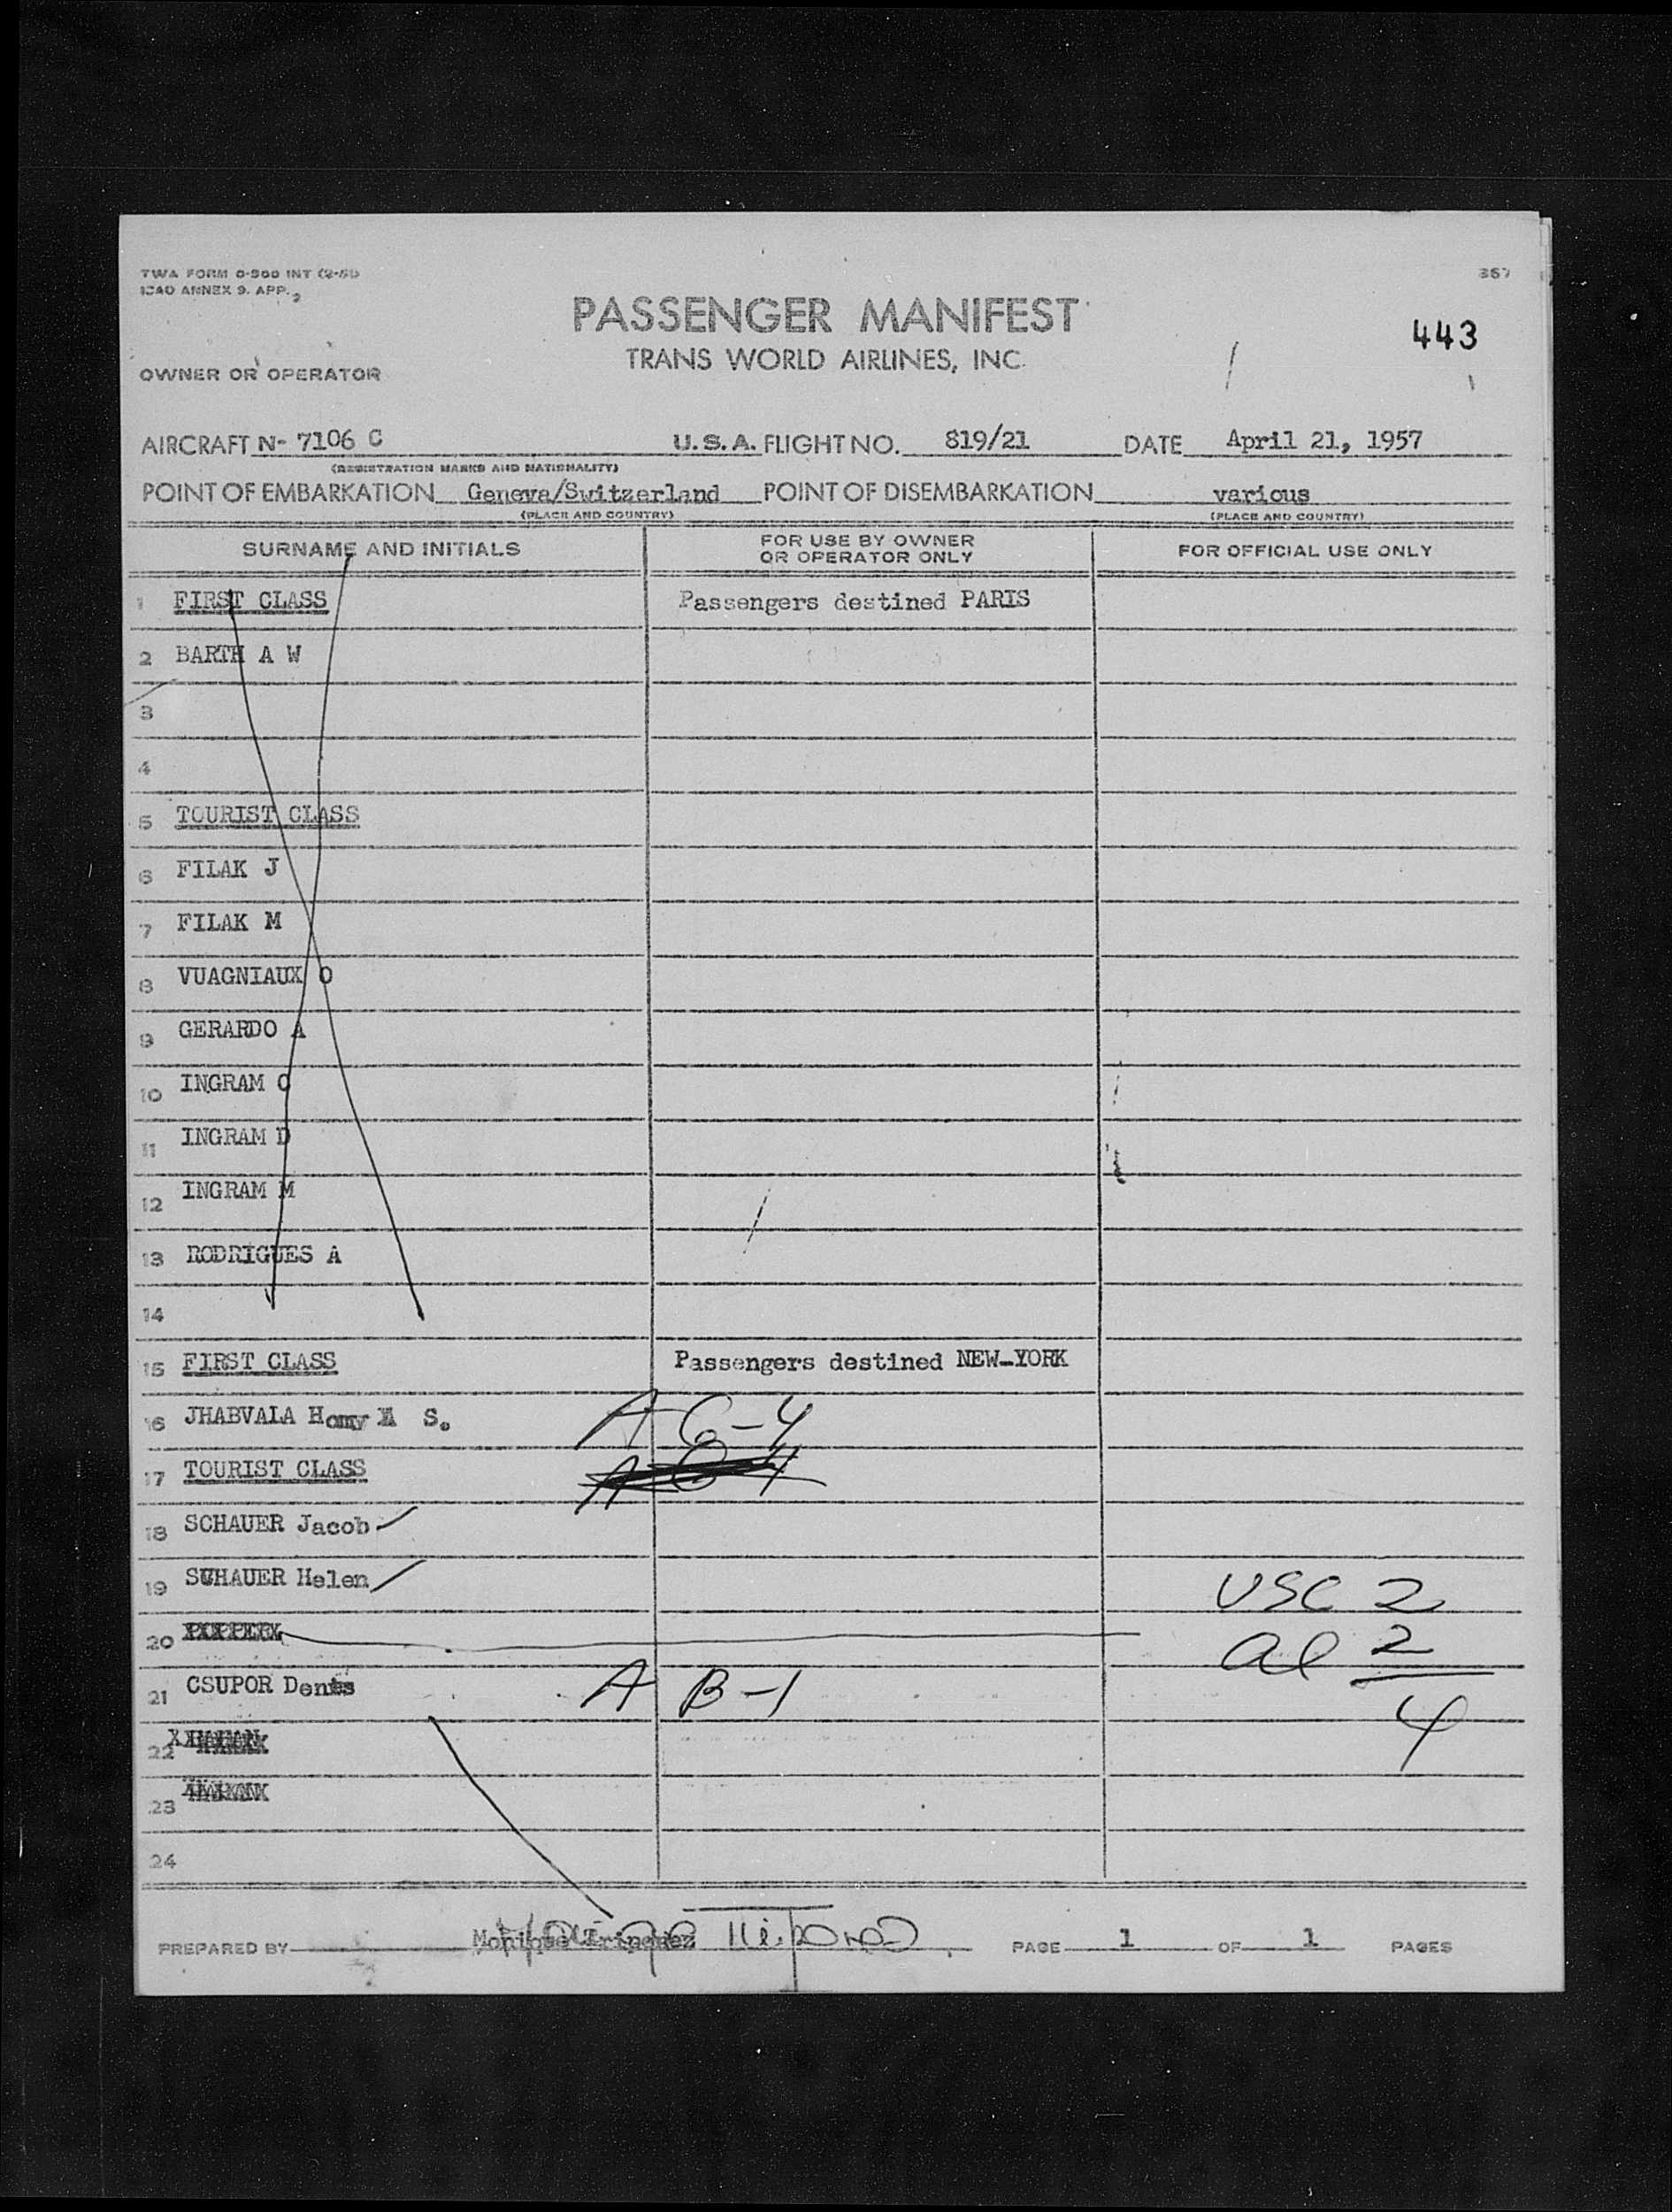 TWA FORM 0-500 INT (2-51)
ICAO ANNEX 9. APP. 2
357
PASSENGER MANIFEST
443
TRANS WORLD AIRLINES, INC.
OWNER OR OPERATOR
AIRCRAFT N- 7106 C U.S.A. FLIGHT NO. 819/21 DATE April 21, 1957
(REGISTRATION MARKS AND NATIONALITY)
POINT OF EMBARKATION Geneva/Switzerland POINT OF DISEMBARKATION various
(PLACE AND COUNTRY) (PLACE AND COUNTRY)
SURNAME AND INITIALS FOR USE BY OWNER OR OPERATOR ONLY FOR OFFICIAL USE ONLY
1 FIRST CLASS Passengers destined PARIS
2 BARTH A W
3
4
5 TOURIST CLASS
6 FILAK J
7 FILAK M
8 VUAGNIAUX O
9 GERARDO A
10 INGRAM C
11 INGRAM D
12 INGRAM M
13 RODRIGUES A
14
15 FIRST CLASS Passengers destined NEW-YORK
16 JHABVALA Homy S. A G-4
17 TOURIST CLASS
18 SCHAUER Jacob
19 SCHAUER Helen USC 2
20 al 2
21 CSUPOR Denes A B-1 4
22
23
24
PREPARED BY Monique PAGE 1 OF 1 PAGES